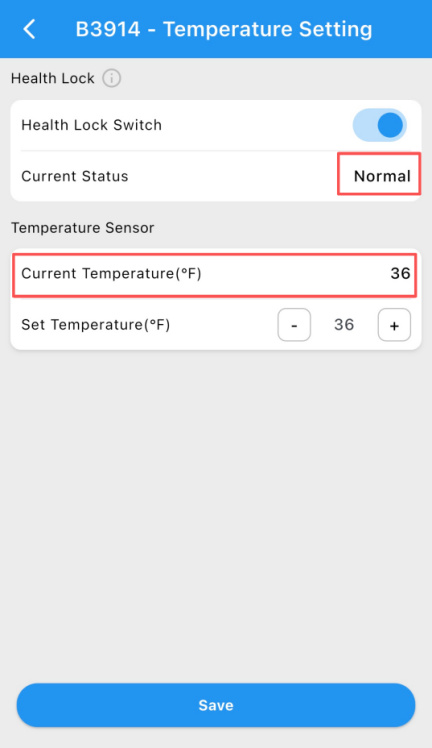 B3914 - Temperature Setting
Health Lock
Health Lock Switch
Current Status Normal
Temperature Sensor
Current Temperature(°F) 36
Set Temperature(°F) - 36 +
Save